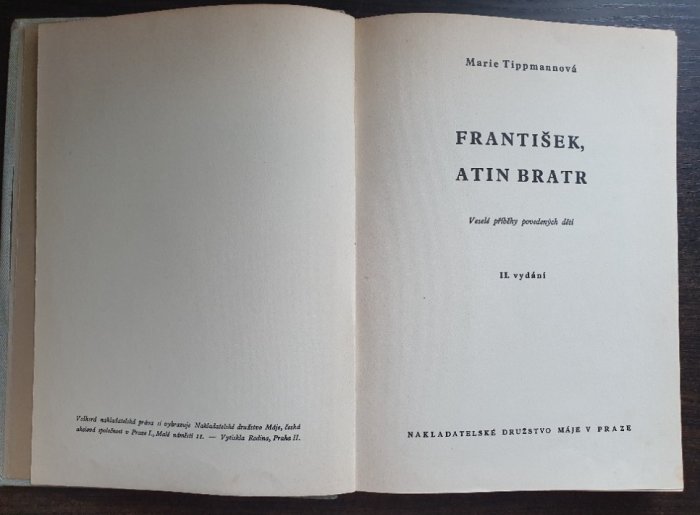 Veškerá nakladatelská práva si vyhrazuje Nakladatelské družstvo Máje, česká
akciová společnost v Praze I., Malé náměstí 11. — Vytiskla Rodina, Praha II.
Marie Tippmannová
FRANTIŠEK,
ATIN BRATR
Veselé příběhy povedených dětí
II. vydání
NAKLADATELSKÉ DRUŽSTVO MÁJE V PRAZE